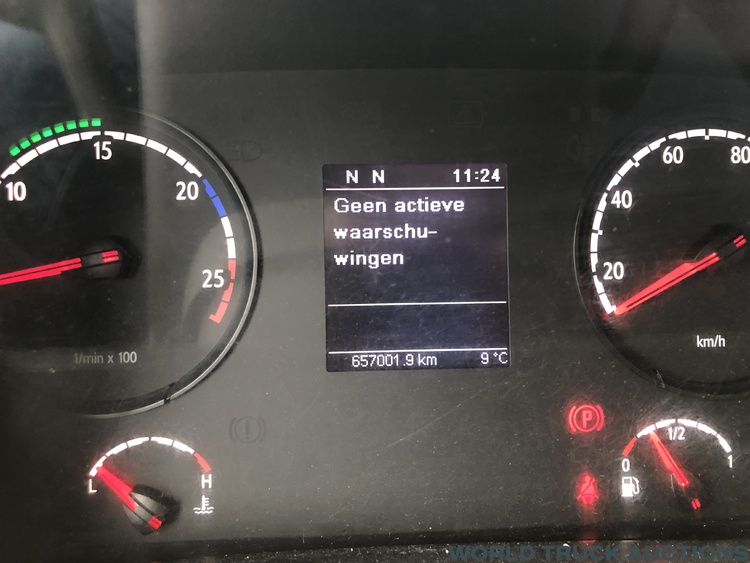 N N 11:24
Geen actieve
waarschu-
wingen
657001.9 km 9 °C
10 15 20 25
1/min x 100
20 40 60 80
km/h
L H
P
0 1/2 1
WORLD TRUCK AUCTIONS